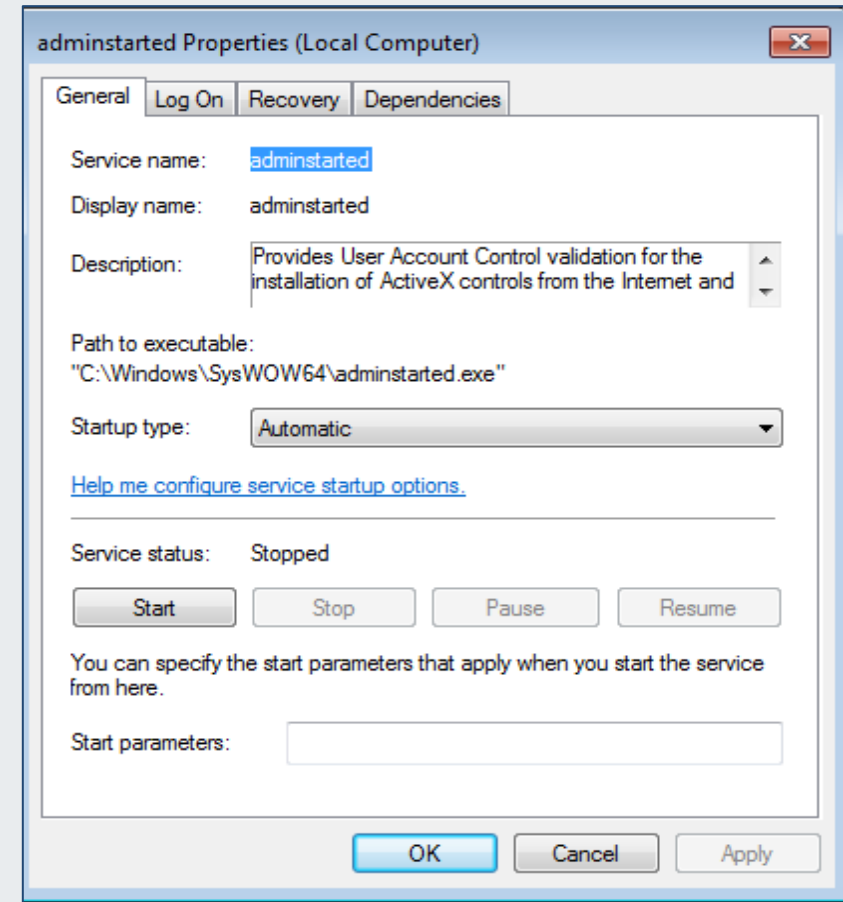 adminstarted Properties (Local Computer)
General Log On Recovery Dependencies
Service name: adminstarted
Display name: adminstarted
Description: Provides User Account Control validation for the
installation of ActiveX controls from the Internet and
Path to executable:
"C:\Windows\SysWOW64\adminstarted.exe"
Startup type: Automatic
Help me configure service startup options.
Service status: Stopped
Start Stop Pause Resume
You can specify the start parameters that apply when you start the service
from here.
Start parameters:
OK Cancel Apply